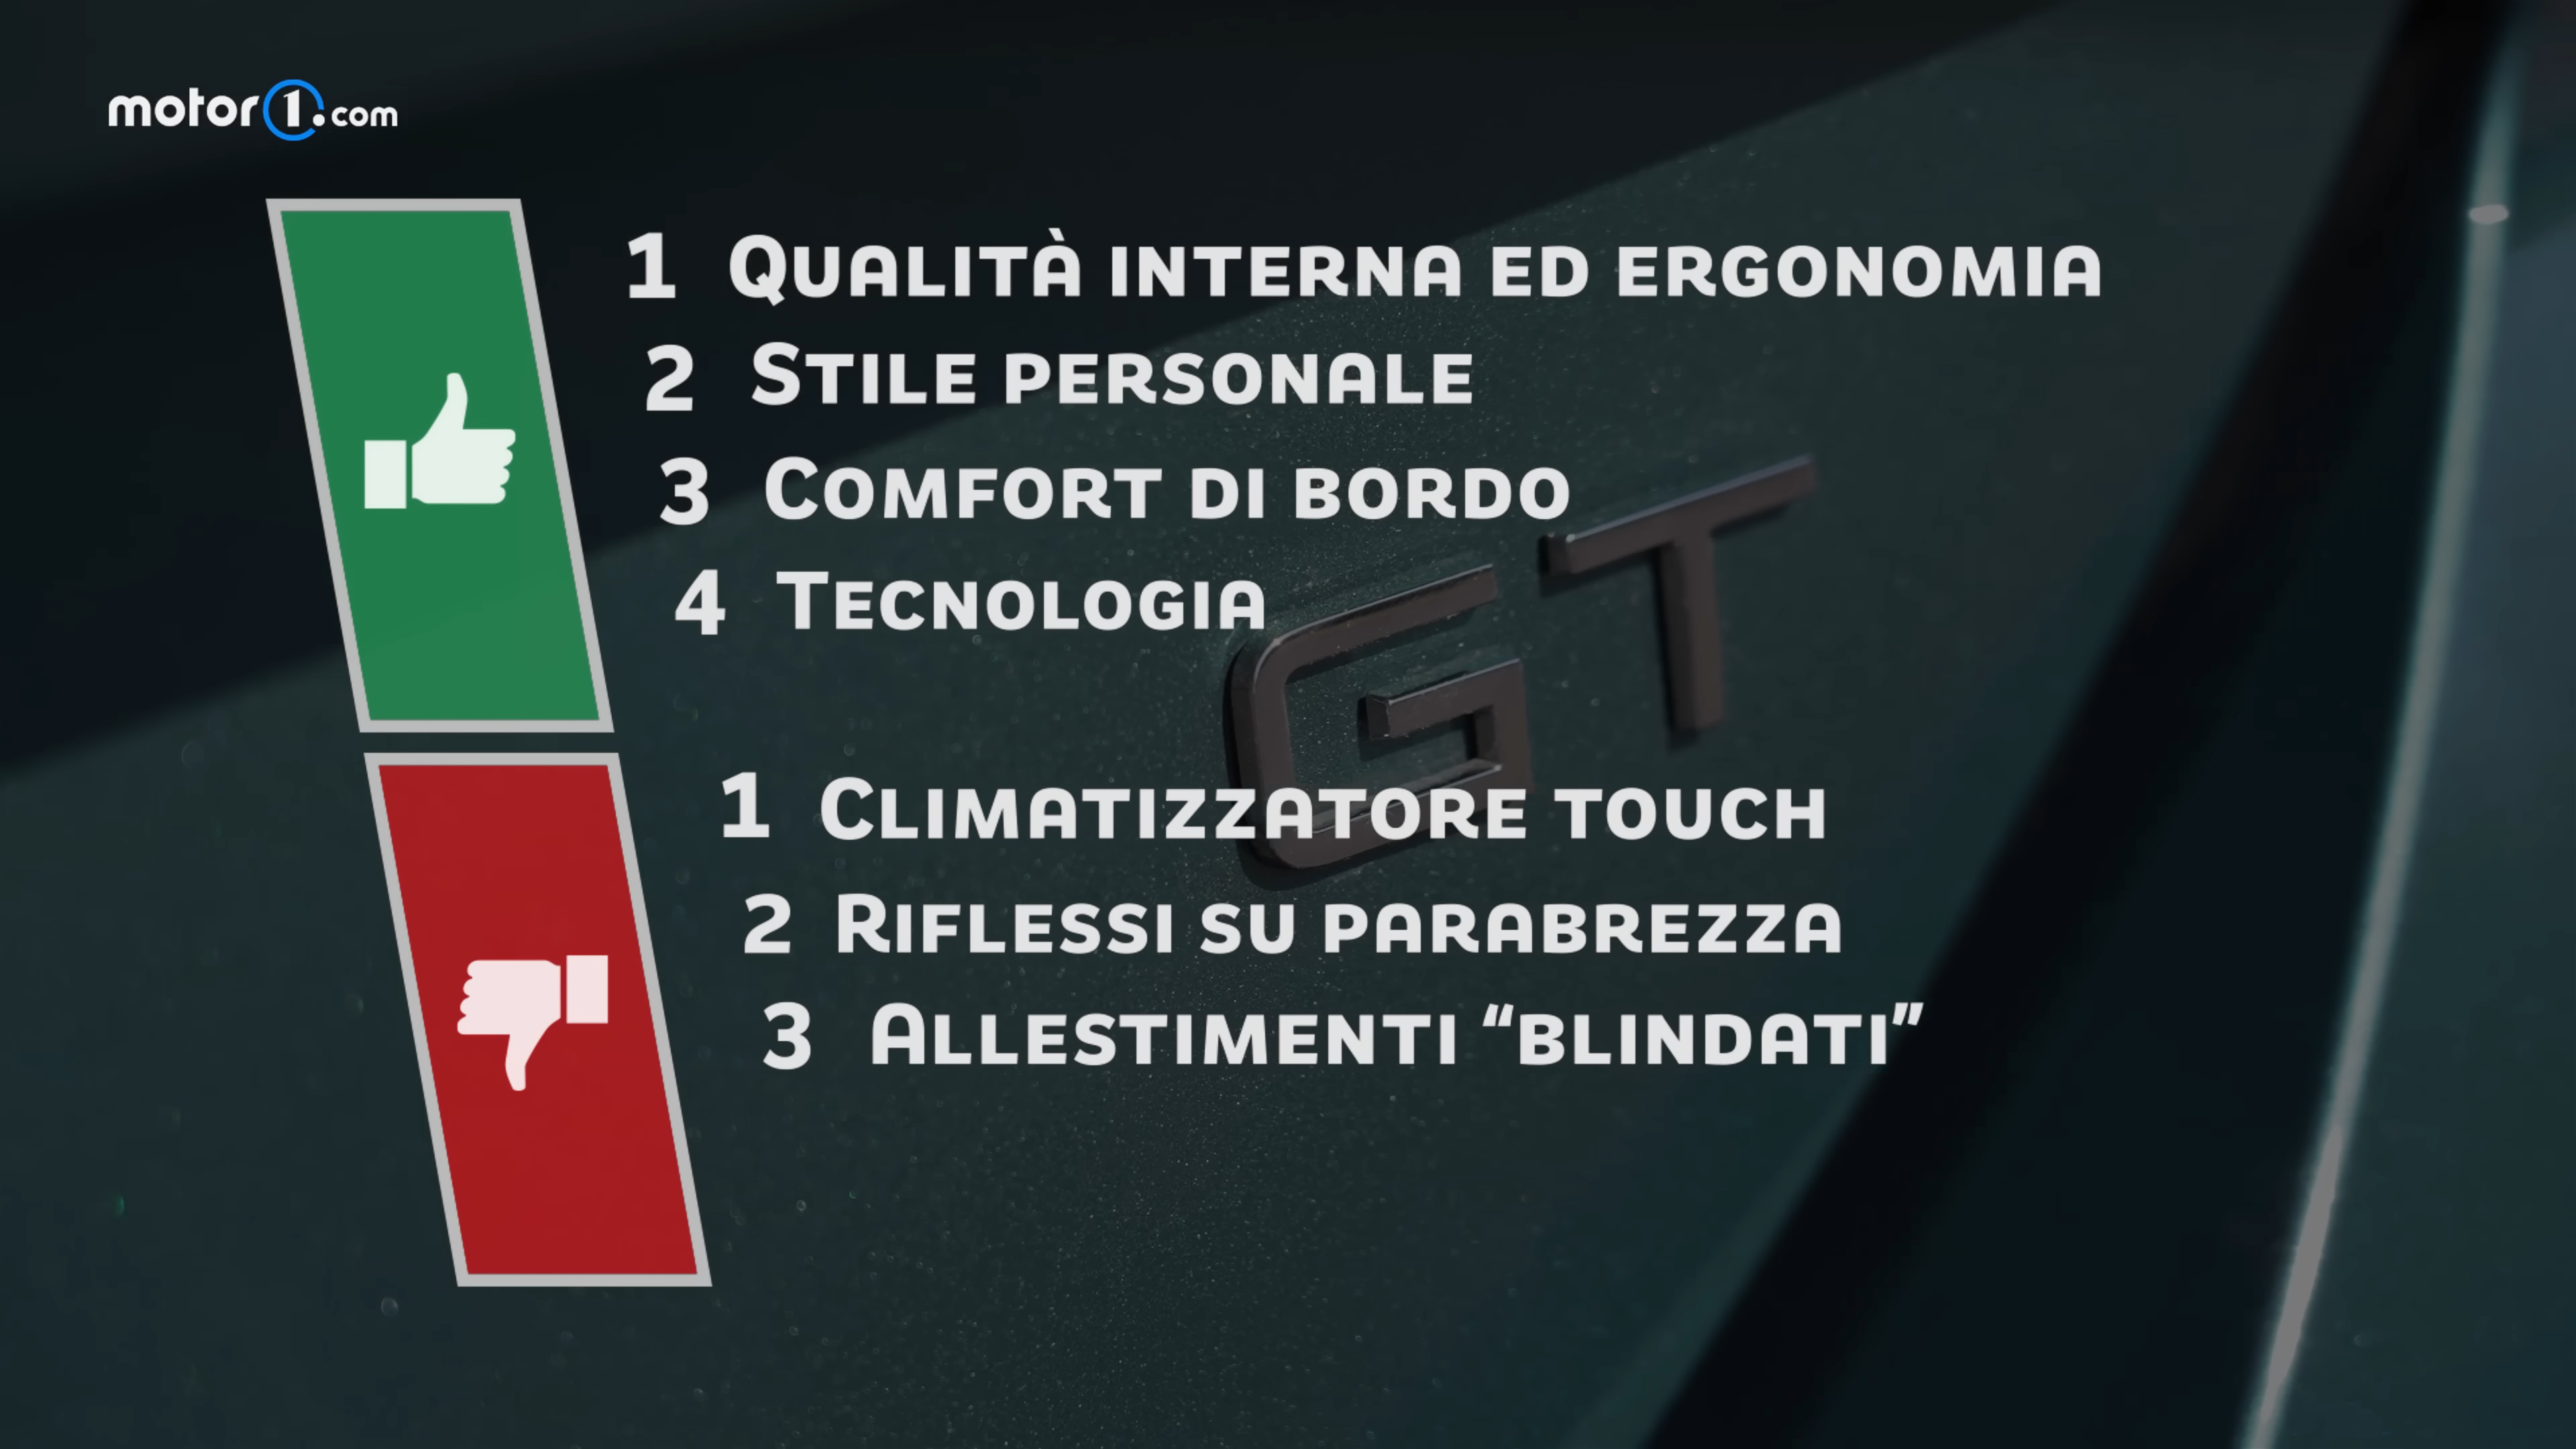 motor1.com
1 Qualità interna ed ergonomia
2 Stile personale
3 Comfort di bordo
4 Tecnologia
GT
1 Climatizzatore touch
2 Riflessi su parabrezza
3 Allestimenti “blindati”